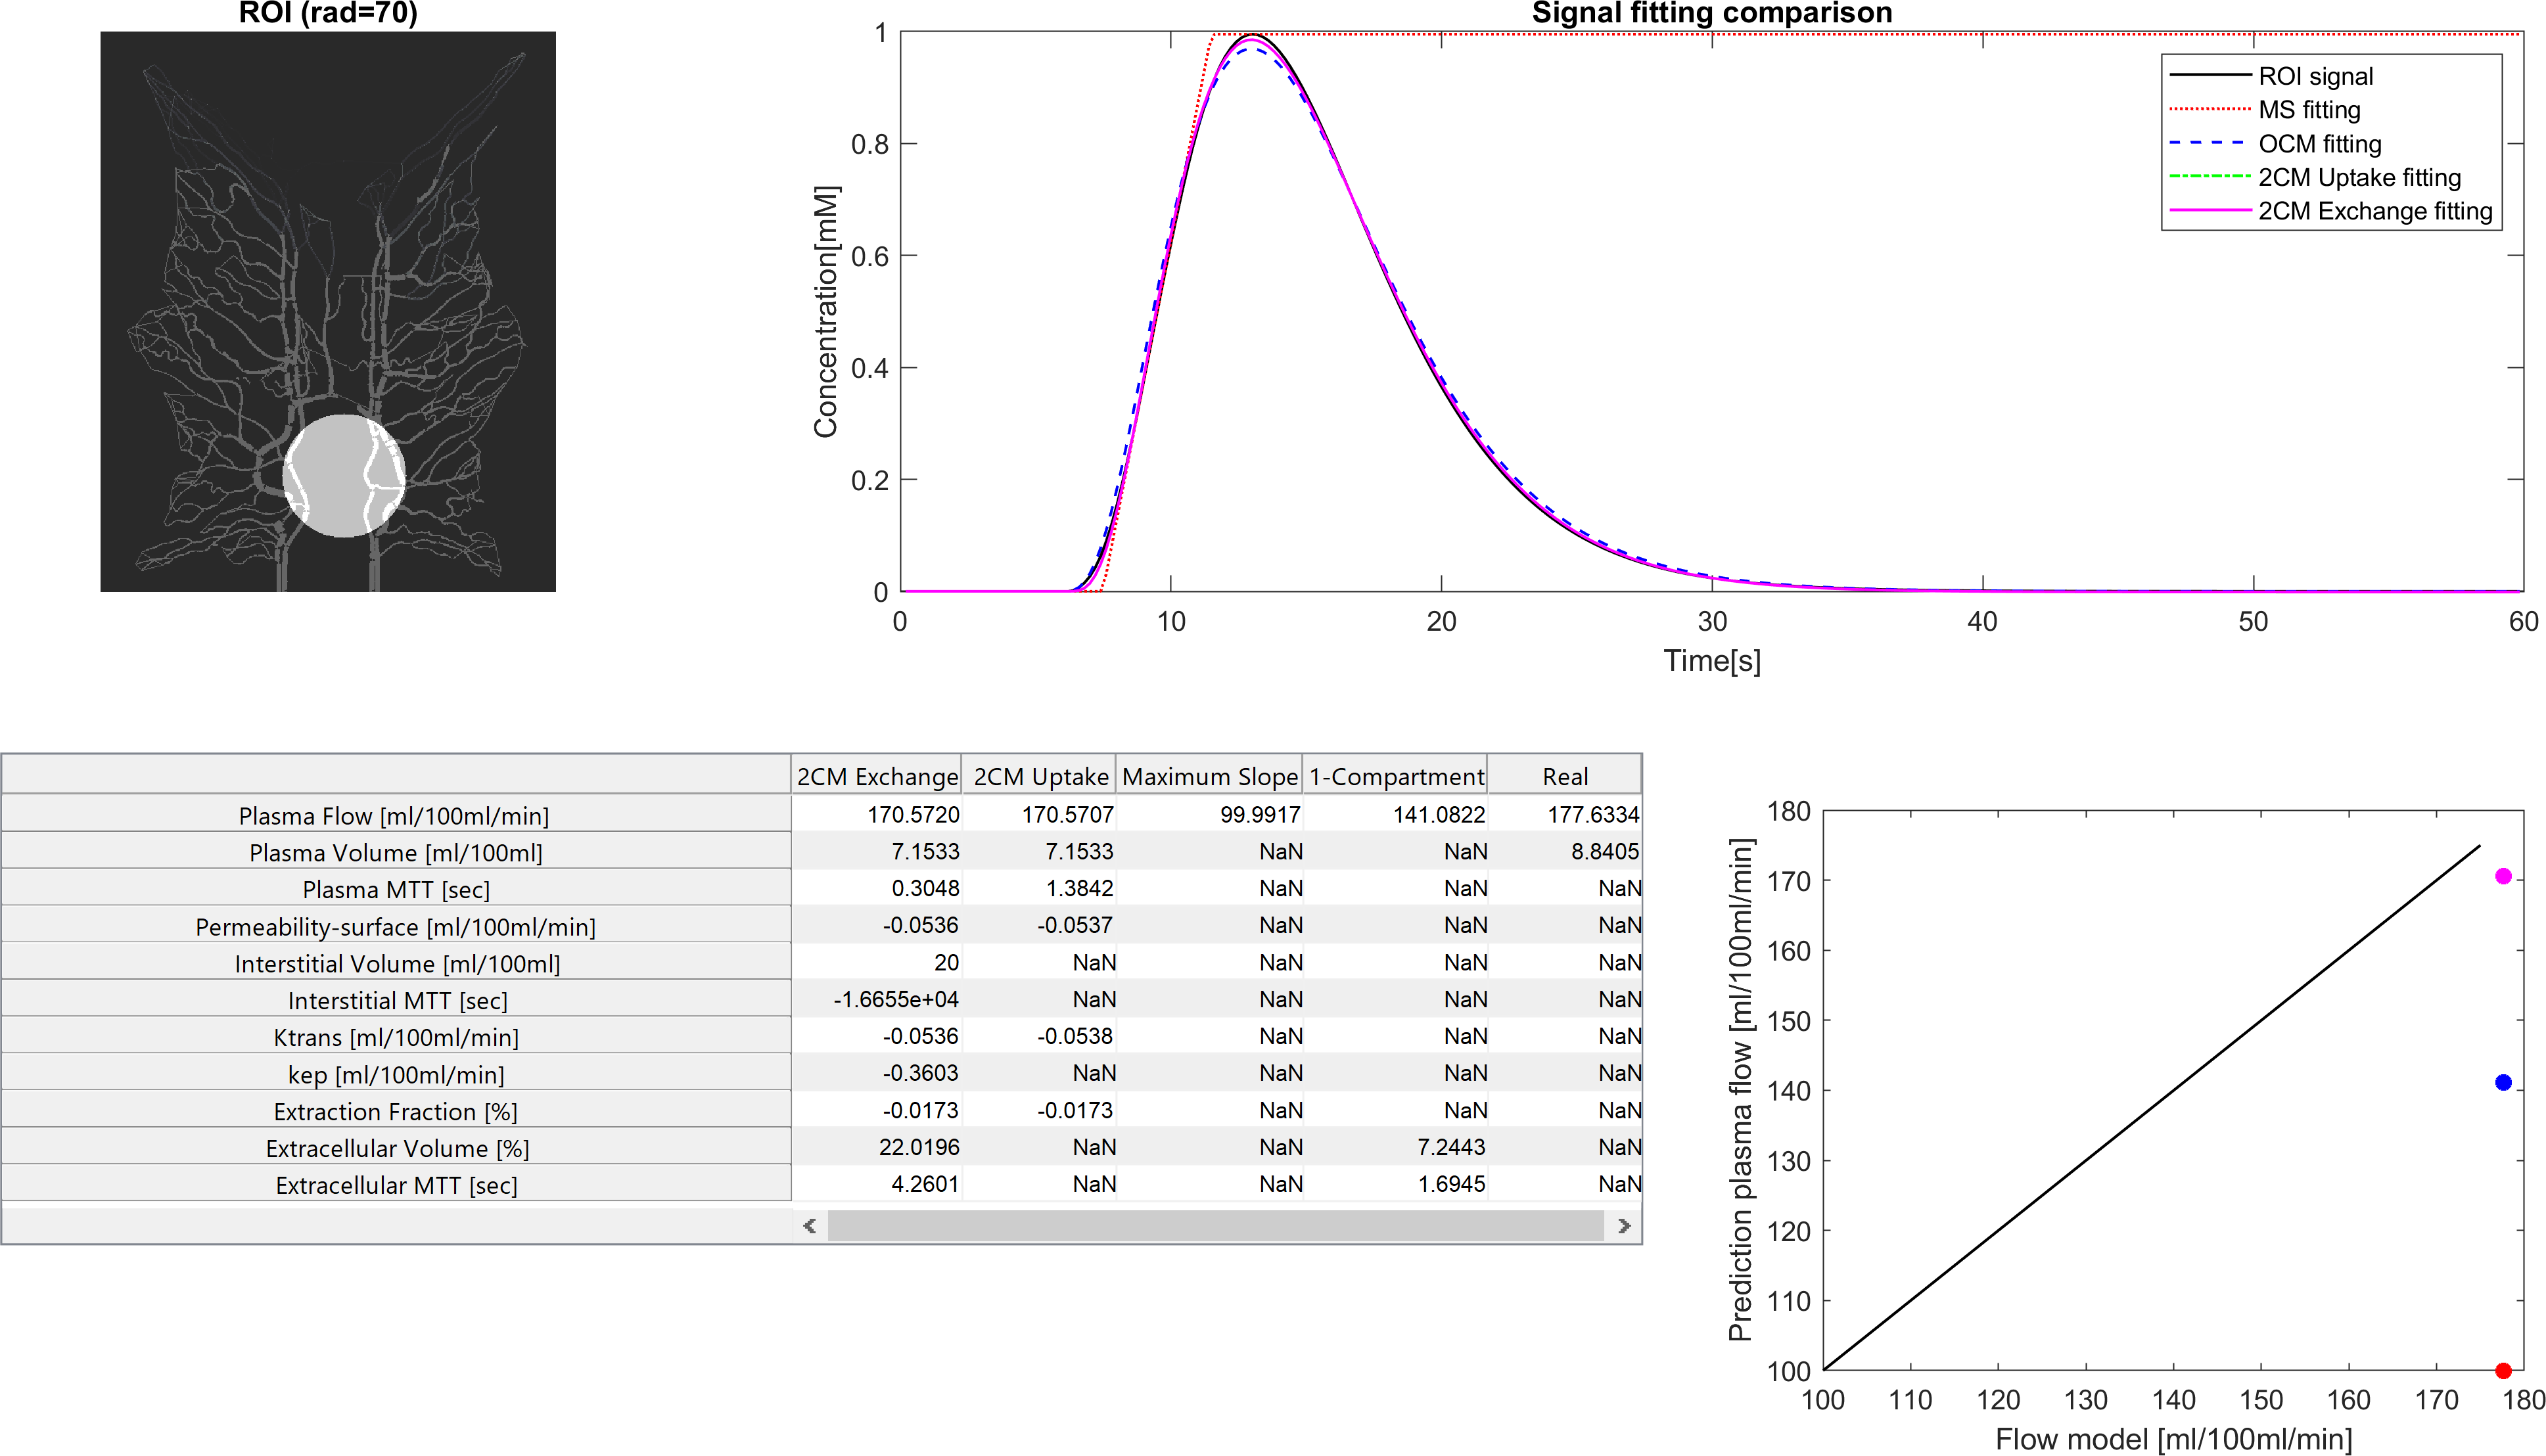 ROI (rad=70)
Signal fitting comparison
1
0.8
0.6
0.4
0.2
0
Concentration[mM]
0 10 20 30 40 50 60
Time[s]
ROI signal
MS fitting
OCM fitting
2CM Uptake fitting
2CM Exchange fitting
2CM Exchange 2CM Uptake Maximum Slope 1-Compartment Real
Plasma Flow [ml/100ml/min] 170.5720 170.5707 99.9917 141.0822 177.6334
Plasma Volume [ml/100ml] 7.1533 7.1533 NaN NaN 8.8405
Plasma MTT [sec] 0.3048 1.3842 NaN NaN NaN
Permeability-surface [ml/100ml/min] -0.0536 -0.0537 NaN NaN NaN
Interstitial Volume [ml/100ml] 20 NaN NaN NaN NaN
Interstitial MTT [sec] -1.6655e+04 NaN NaN NaN NaN
Ktrans [ml/100ml/min] -0.0536 -0.0538 NaN NaN NaN
kep [ml/100ml/min] -0.3603 NaN NaN NaN NaN
Extraction Fraction [%] -0.0173 -0.0173 NaN NaN NaN
Extracellular Volume [%] 22.0196 NaN NaN 7.2443 NaN
Extracellular MTT [sec] 4.2601 NaN NaN 1.6945 NaN
180
170
160
150
140
130
120
110
100
Prediction plasma flow [ml/100ml/min]
100 110 120 130 140 150 160 170 180
Flow model [ml/100ml/min]